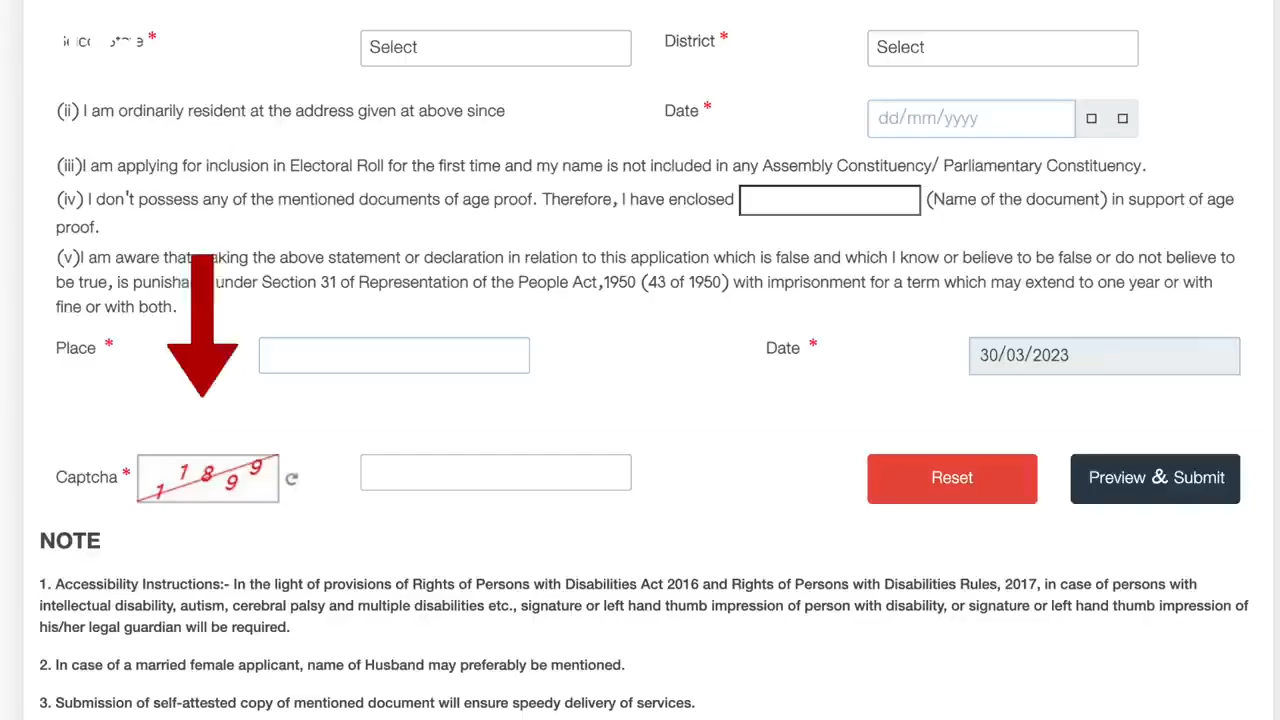 * Select District * Select
(ii) I am ordinarily resident at the address given at above since Date * dd/mm/yyyy
(iii)I am applying for inclusion in Electoral Roll for the first time and my name is not included in any Assembly Constituency/ Parliamentary Constituency.
(iv) I don't possess any of the mentioned documents of age proof. Therefore, I have enclosed (Name of the document) in support of age
proof.
(v)I am aware that aking the above statement or declaration in relation to this application which is false and which I know or believe to be false or do not believe to
be true, is punisha under Section 31 of Representation of the People Act,1950 (43 of 1950) with imprisonment for a term which may extend to one year or with
fine or with both.
Place * Date * 30/03/2023
Captcha * 1 1 8 9 9 Reset Preview & Submit
NOTE
1. Accessibility Instructions:- In the light of provisions of Rights of Persons with Disabilities Act 2016 and Rights of Persons with Disabilities Rules, 2017, in case of persons with
intellectual disability, autism, cerebral palsy and multiple disabilities etc., signature or left hand thumb impression of person with disability, or signature or left hand thumb impression of
his/her legal guardian will be required.
2. In case of a married female applicant, name of Husband may preferably be mentioned.
3. Submission of self-attested copy of mentioned document will ensure speedy delivery of services.